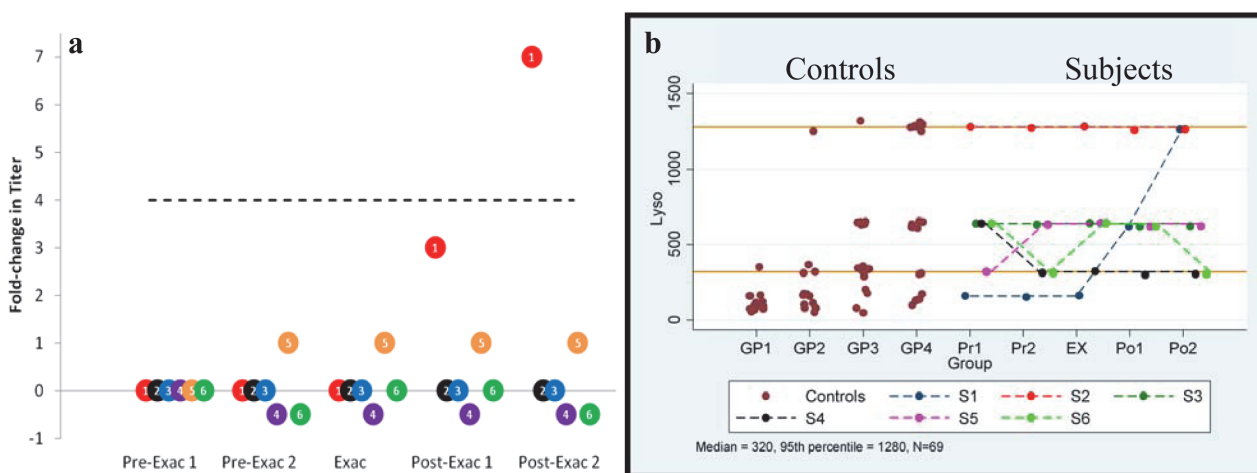 a
Fold-change in Titer
7
6
5
4
3
2
1
0
-1
1
1
5 5 5 5
1 2 3 4 5 6 1 2 3 1 2 3 6 2 3 6 2 3
4 6 4 4 4 6
Pre-Exac 1 Pre-Exac 2 Exac Post-Exac 1 Post-Exac 2
b
Controls Subjects
Lyso
1500
1000
500
0
GP1 GP2 GP3 GP4 Pr1 Pr2 EX Po1 Po2
Group
Controls S1 S2 S3
S4 S5 S6
Median = 320, 95th percentile = 1280, N=69